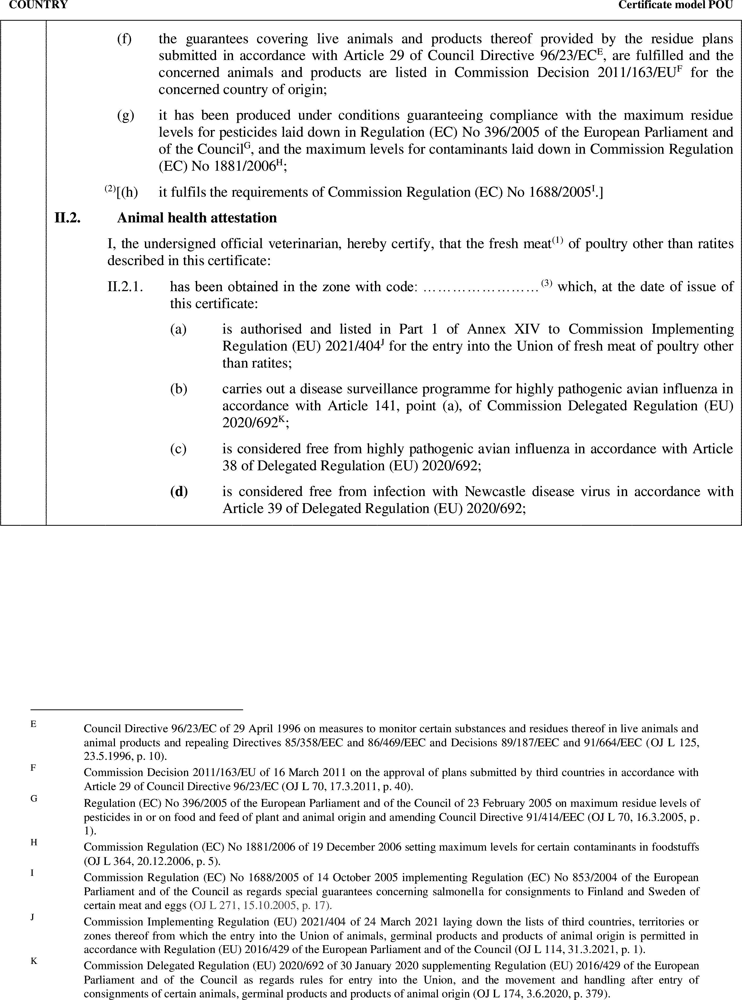 COUNTRY Certificate model POU
(f) the guarantees covering live animals and products thereof provided by the residue plans
submitted in accordance with Article 29 of Council Directive 96/23/ECE, are fulfilled and the
concerned animals and products are listed in Commission Decision 2011/163/EUF for the
concerned country of origin;
(g) it has been produced under conditions guaranteeing compliance with the maximum residue
levels for pesticides laid down in Regulation (EC) No 396/2005 of the European Parliament and
of the CouncilG, and the maximum levels for contaminants laid down in Commission Regulation
(EC) No 1881/2006H;
(2)[(h) it fulfils the requirements of Commission Regulation (EC) No 1688/2005I.]
II.2. Animal health attestation
I, the undersigned official veterinarian, hereby certify, that the fresh meat(1) of poultry other than ratites
described in this certificate:
II.2.1. has been obtained in the zone with code: …………………… (3) which, at the date of issue of
this certificate:
(a) is authorised and listed in Part 1 of Annex XIV to Commission Implementing
Regulation (EU) 2021/404J for the entry into the Union of fresh meat of poultry other
than ratites;
(b) carries out a disease surveillance programme for highly pathogenic avian influenza in
accordance with Article 141, point (a), of Commission Delegated Regulation (EU)
2020/692K;
(c) is considered free from highly pathogenic avian influenza in accordance with Article
38 of Delegated Regulation (EU) 2020/692;
(d) is considered free from infection with Newcastle disease virus in accordance with
Article 39 of Delegated Regulation (EU) 2020/692;
E Council Directive 96/23/EC of 29 April 1996 on measures to monitor certain substances and residues thereof in live animals and
animal products and repealing Directives 85/358/EEC and 86/469/EEC and Decisions 89/187/EEC and 91/664/EEC (OJ L 125,
23.5.1996, p. 10).
F Commission Decision 2011/163/EU of 16 March 2011 on the approval of plans submitted by third countries in accordance with
Article 29 of Council Directive 96/23/EC (OJ L 70, 17.3.2011, p. 40).
G Regulation (EC) No 396/2005 of the European Parliament and of the Council of 23 February 2005 on maximum residue levels of
pesticides in or on food and feed of plant and animal origin and amending Council Directive 91/414/EEC (OJ L 70, 16.3.2005, p.
1).
H Commission Regulation (EC) No 1881/2006 of 19 December 2006 setting maximum levels for certain contaminants in foodstuffs
(OJ L 364, 20.12.2006, p. 5).
I Commission Regulation (EC) No 1688/2005 of 14 October 2005 implementing Regulation (EC) No 853/2004 of the European
Parliament and of the Council as regards special guarantees concerning salmonella for consignments to Finland and Sweden of
certain meat and eggs (OJ L 271, 15.10.2005, p. 17).
J Commission Implementing Regulation (EU) 2021/404 of 24 March 2021 laying down the lists of third countries, territories or
zones thereof from which the entry into the Union of animals, germinal products and products of animal origin is permitted in
accordance with Regulation (EU) 2016/429 of the European Parliament and of the Council (OJ L 114, 31.3.2021, p. 1).
K Commission Delegated Regulation (EU) 2020/692 of 30 January 2020 supplementing Regulation (EU) 2016/429 of the European
Parliament and of the Council as regards rules for entry into the Union, and the movement and handling after entry of
consignments of certain animals, germinal products and products of animal origin (OJ L 174, 3.6.2020, p. 379).